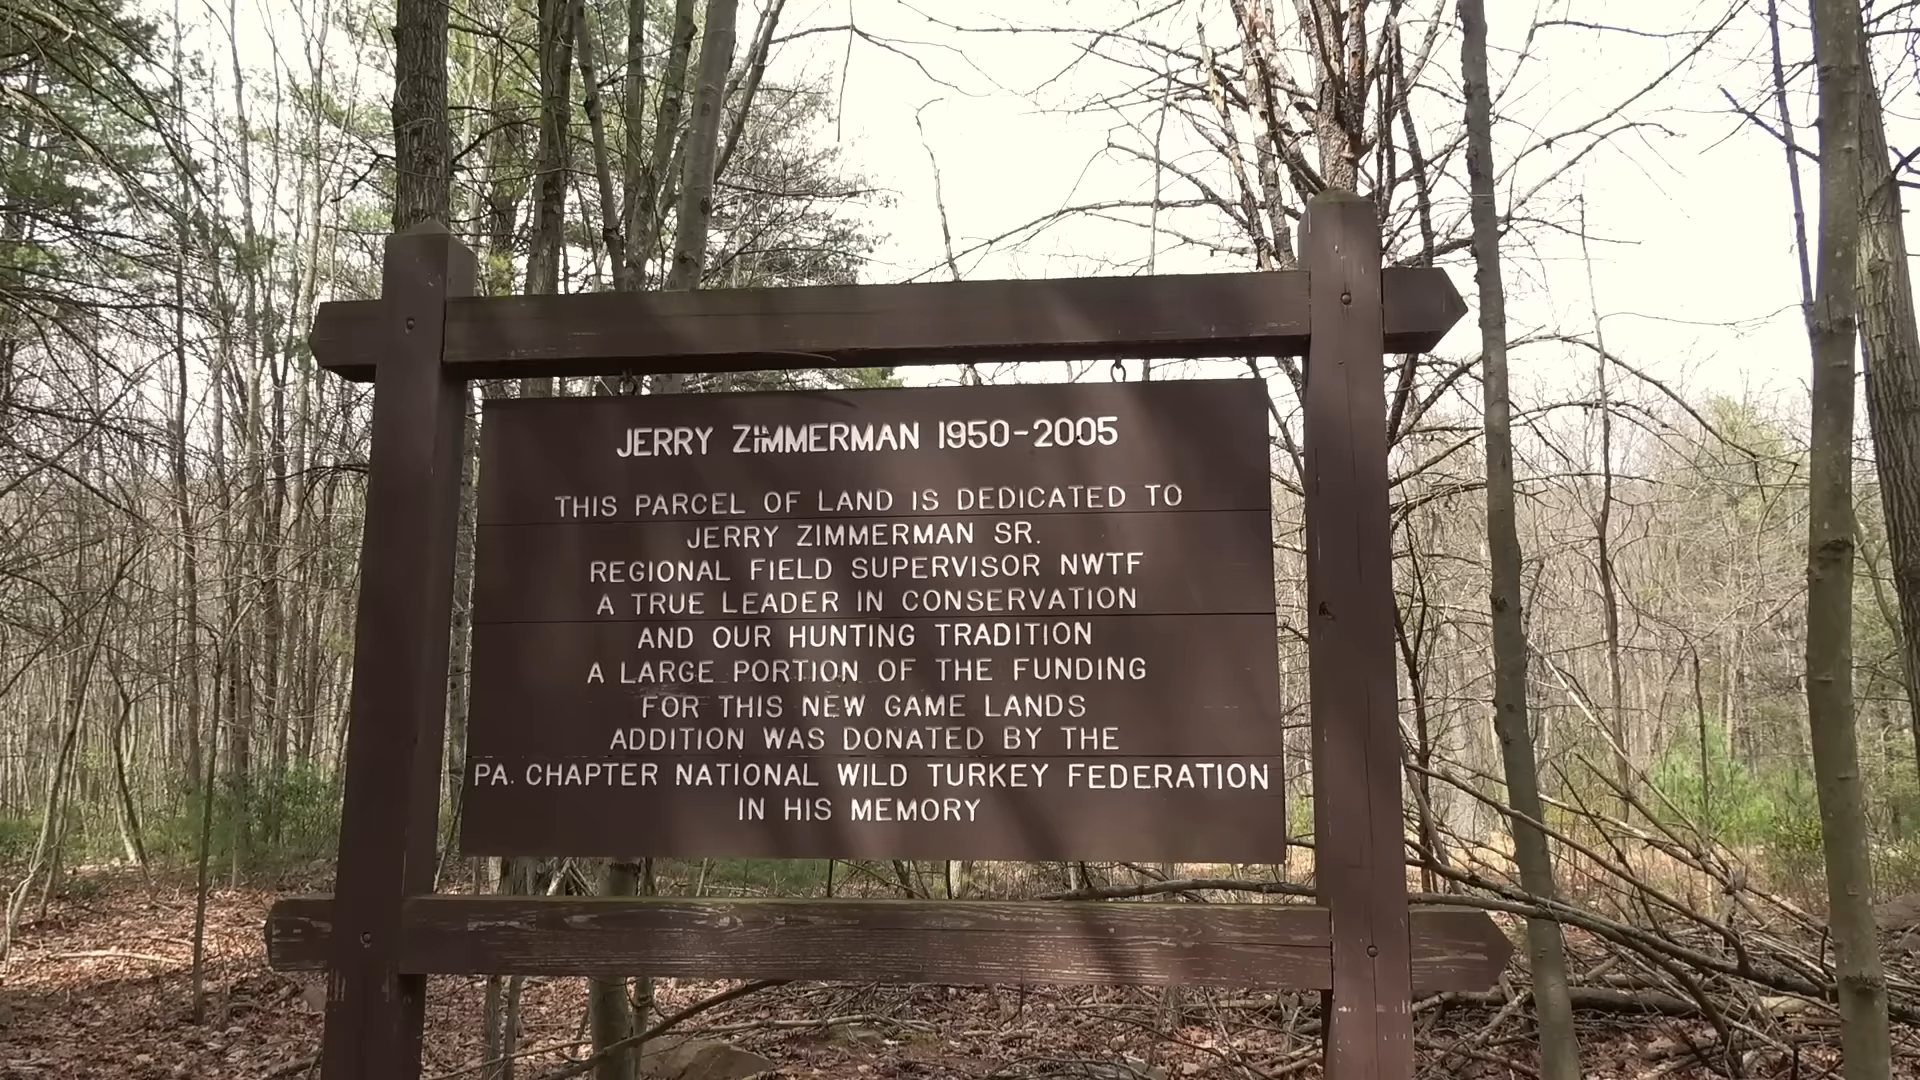 JERRY ZIMMERMAN 1950-2005
THIS PARCEL OF LAND IS DEDICATED TO
JERRY ZIMMERMAN SR.
REGIONAL FIELD SUPERVISOR NWTF
A TRUE LEADER IN CONSERVATION
AND OUR HUNTING TRADITION
A LARGE PORTION OF THE FUNDING
FOR THIS NEW GAME LANDS
ADDITION WAS DONATED BY THE
PA. CHAPTER NATIONAL WILD TURKEY FEDERATION
IN HIS MEMORY